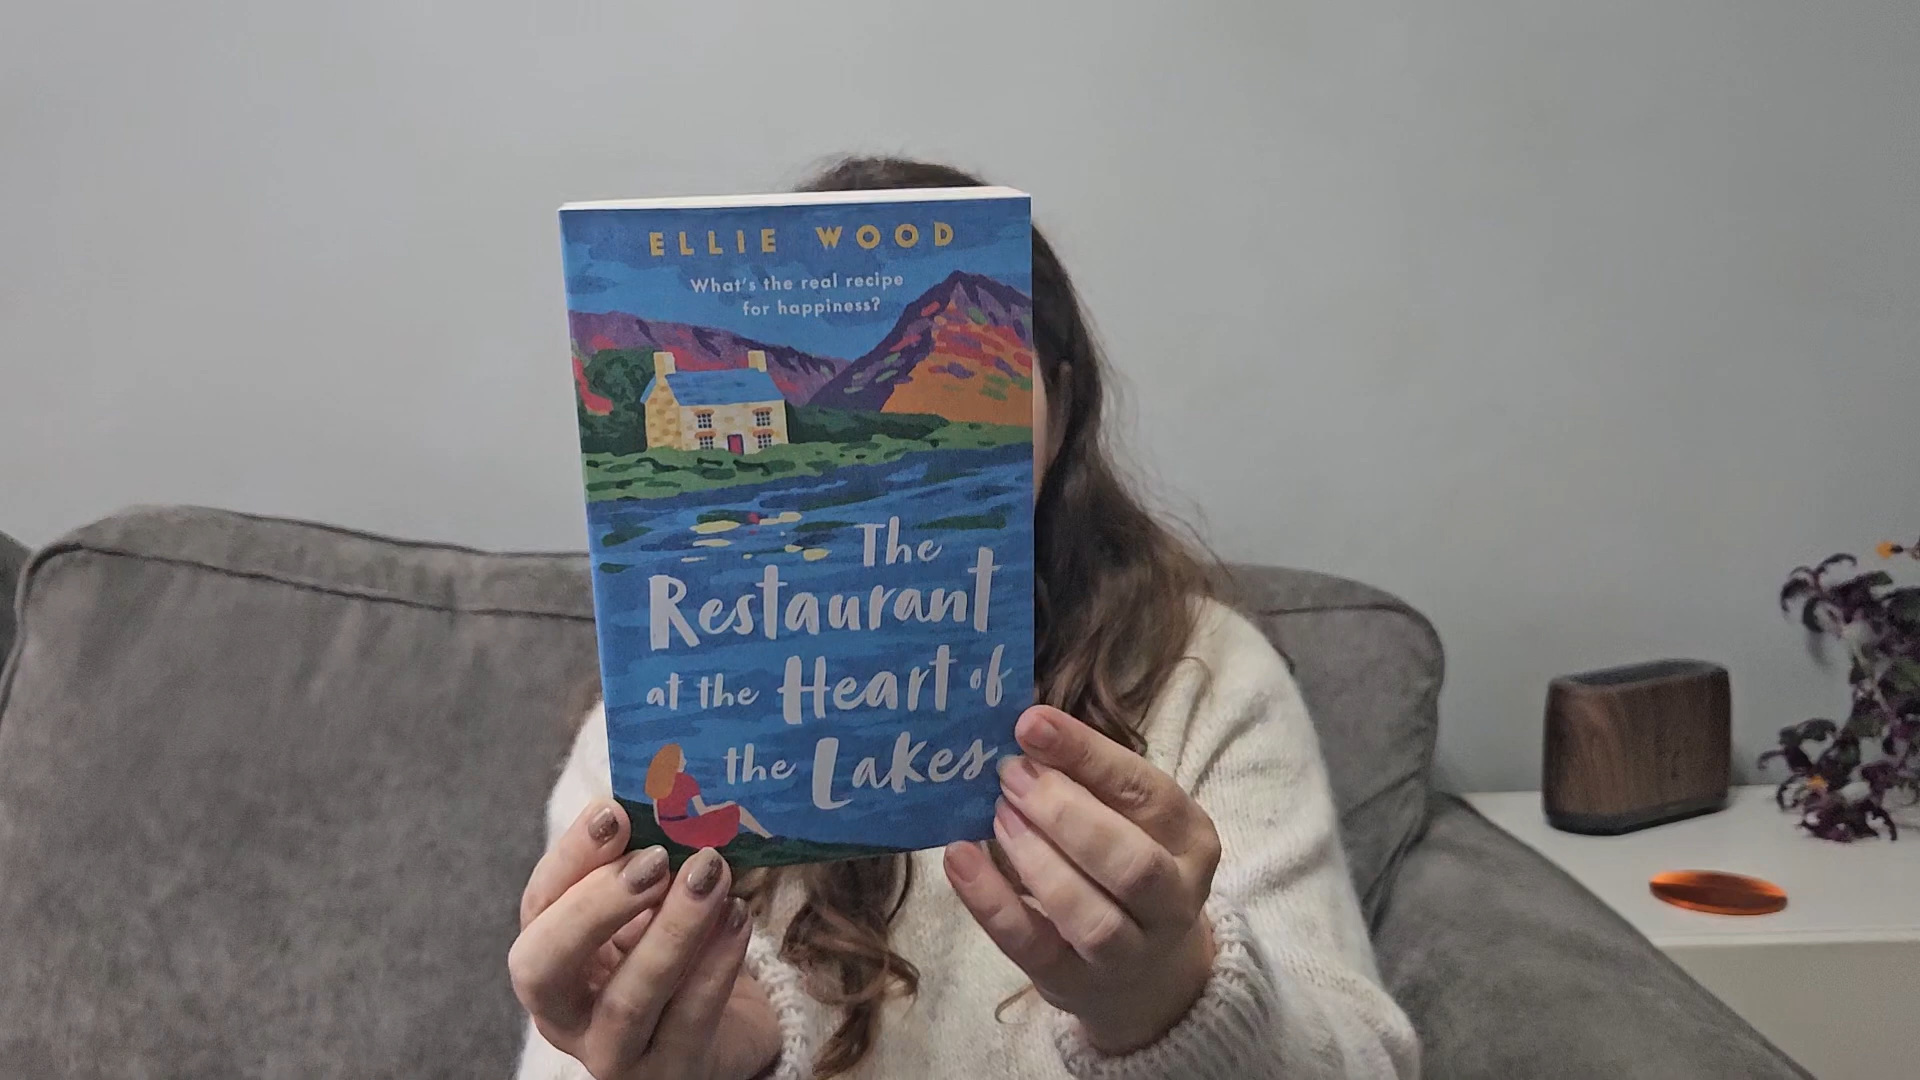 ELLIE WOOD
What's the real recipe
for happiness?
The
Restaurant
at the Heart of
the Lakes